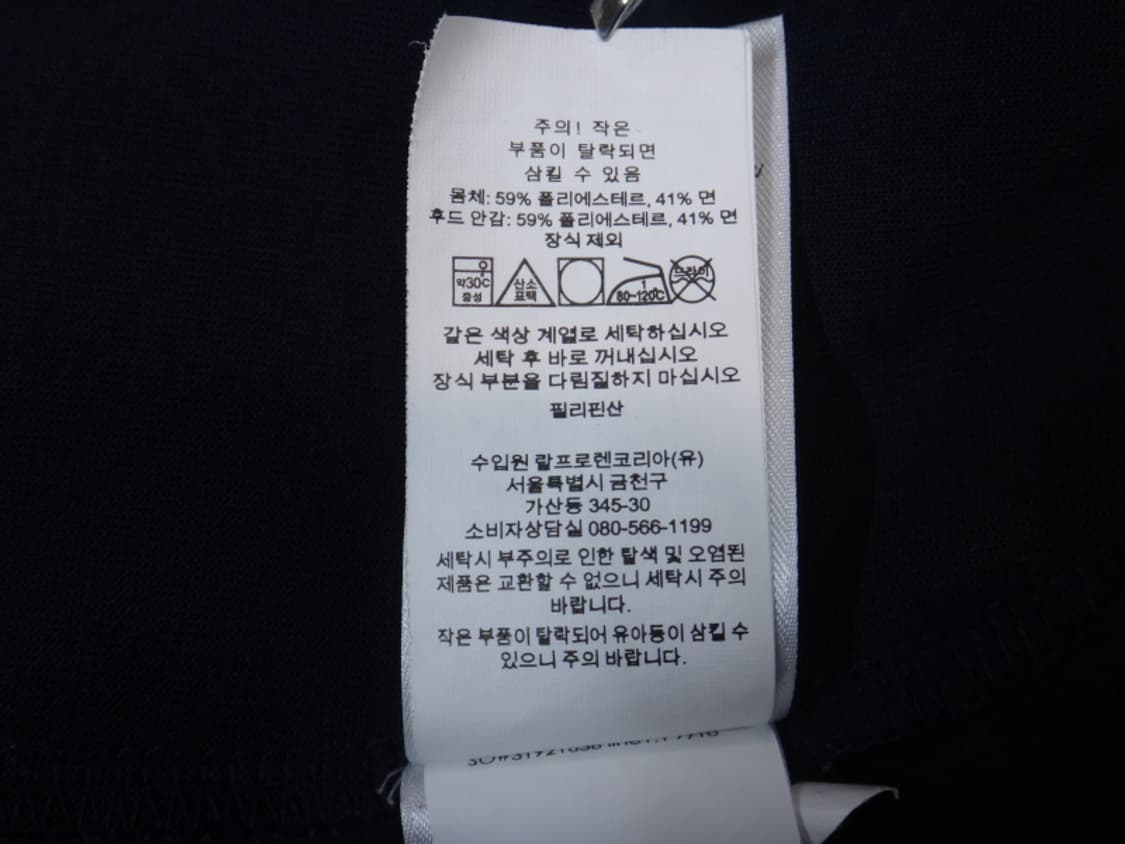 주의! 작은
부품이 탈락되면
삼킬 수 있음
몸체: 59% 폴리에스테르, 41% 면
후드 안감: 59% 폴리에스테르, 41% 면
장식 제외
약30C
중성
산소
표백
80~120℃
드라이
같은 색상 계열로 세탁하십시오
세탁 후 바로 꺼내십시오
장식 부분을 다림질하지 마십시오
필리핀산
수입원 랄프로렌코리아(유)
서울특별시 금천구
가산동 345-30
소비자상담실 080-566-1199
세탁시 부주의로 인한 탈색 및 오염된
제품은 교환할 수 없으니 세탁시 주의
바랍니다.
작은 부품이 탈락되어 유아등이 삼킬 수
있으니 주의 바랍니다.